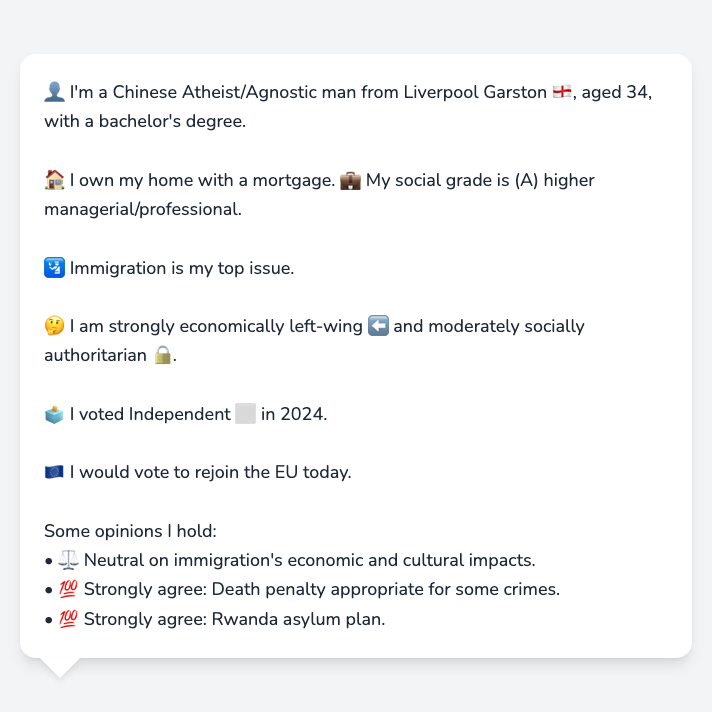 👤 I'm a Chinese Atheist/Agnostic man from Liverpool Garston 🏴󠁧󠁢󠁥󠁮󠁧󠁿, aged 34,
with a bachelor's degree.
🏠 I own my home with a mortgage. 💼 My social grade is (A) higher
managerial/professional.
🛂 Immigration is my top issue.
🤔 I am strongly economically left-wing ⬅️ and moderately socially
authoritarian 🔒.
🗳️ I voted Independent ⬜ in 2024.
🇪🇺 I would vote to rejoin the EU today.
Some opinions I hold:
• ⚖️ Neutral on immigration's economic and cultural impacts.
• 💯 Strongly agree: Death penalty appropriate for some crimes.
• 💯 Strongly agree: Rwanda asylum plan.